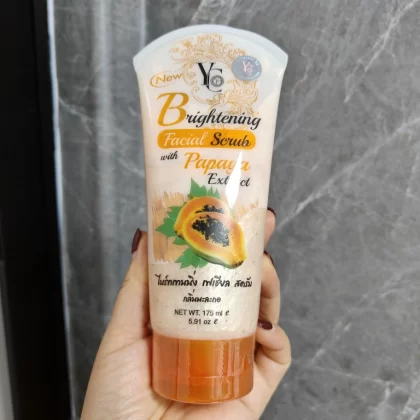 New
YC
Brightening
Facial Scrub
with Papaya
Extract
ไบร์ทเทนนิ่ง เฟเชียล สครับ
กลิ่นมะละกอ
NET WT. 175 ml ℮
5.91 oz ℮